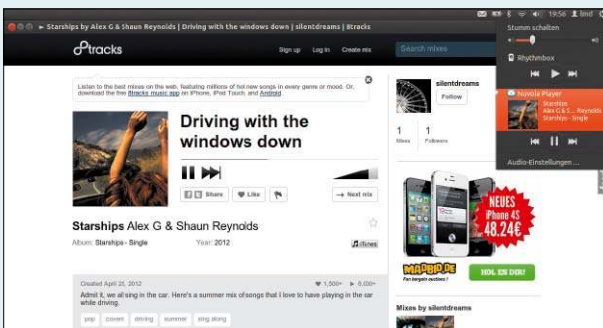 19:56 lmd
Starships by Alex G & Shaun Reynolds | Driving with the windows down | silentdreams | 8tracks
8tracks
Sign up Log in Create mix
Search mixes
Listen to the best mixes on the web, featuring millions of hot new songs in every genre or mood. Or,
download the free 8tracks music app on iPhone, iPod Touch, and Android.
Driving with the
windows down
Share Like
→ Next mix
Starships Alex G & Shaun Reynolds
Album: Starships - Single Year: 2012
iTunes
Created April 25, 2012
1,500+ 6,000+
Admit it, we all sing in the car. Here's a summer mix of songs that I love to have playing in the car
while driving.
pop covers driving summer sing along
silentdreams
Follow
1 1
Mixes Followers
NEUES
iPhone 4S
48.24€
MADBID.DE
Fun bargain auctions!
HOL IHN DIR!
Mixes by silentdreams
Stumm schalten
Rhythmbox
Nuvola Player
Starships
Alex G & S... Reynolds
Starships - Single
Audio-Einstellungen ...